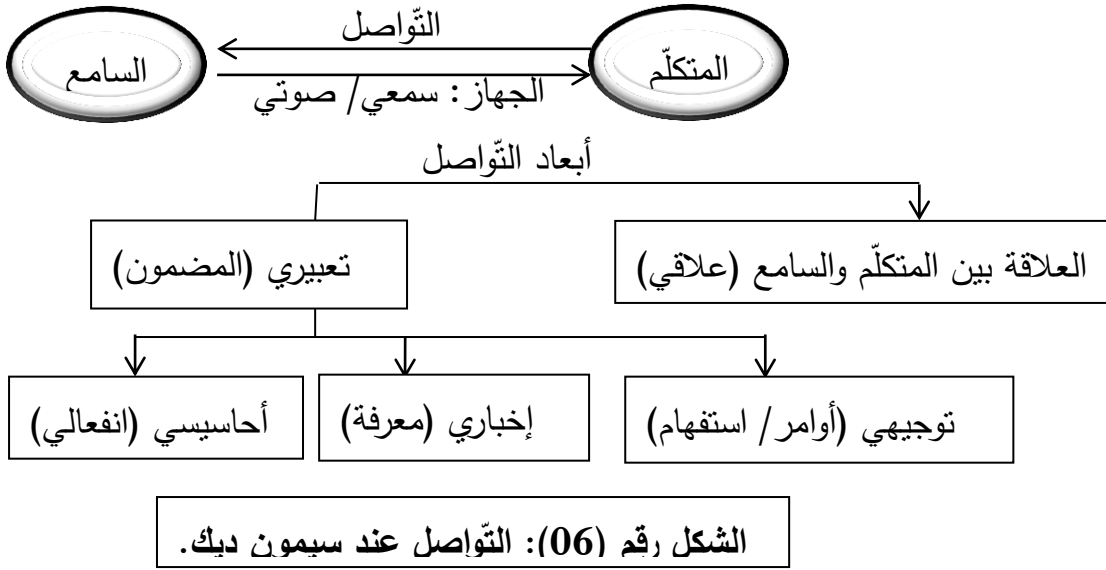 التّواصل
المتكلّم
السامع
الجهاز: سمعي/ صوتي
أبعاد التّواصل
العلاقة بين المتكلّم والسامع (علاقي)
تعبيري (المضمون)
توجيهي (أوامر/ استفهام)
إخباري (معرفة)
أحاسيسي (انفعالي)
الشكل رقم (06): التّواصل عند سيمون ديك.